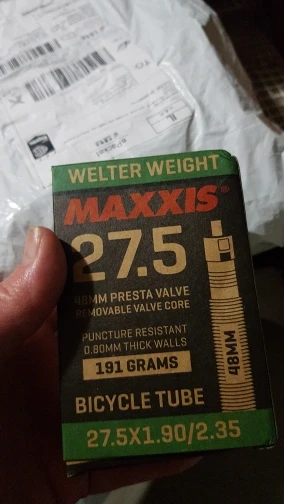 WELTER WEIGHT
MAXXIS®
27.5
48MM PRESTA VALVE
REMOVABLE VALVE CORE
PUNCTURE RESISTANT
0.80MM THICK WALLS
191 GRAMS
48MM
BICYCLE TUBE
27.5X1.90/2.35